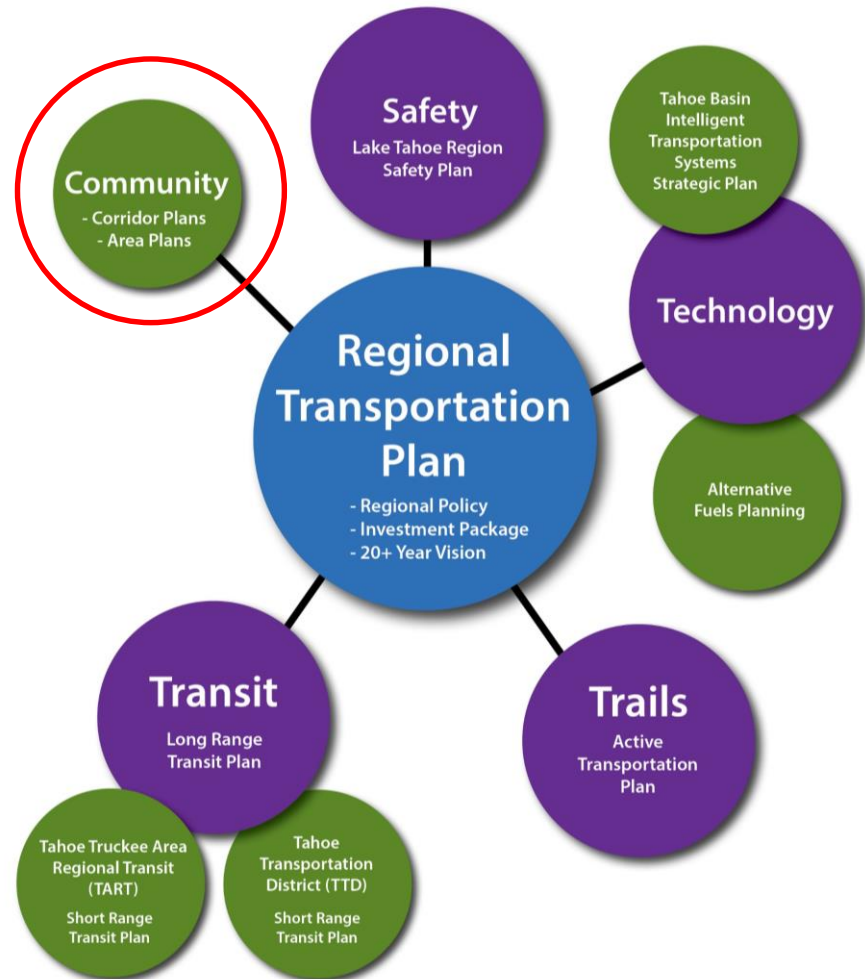 Community
- Corridor Plans
- Area Plans
Safety
Lake Tahoe Region
Safety Plan
Tahoe Basin
Intelligent
Transportation
Systems
Strategic Plan
Technology
Alternative
Fuels Planning
Regional
Transportation
Plan
- Regional Policy
- Investment Package
- 20+ Year Vision
Transit
Long Range
Transit Plan
Tahoe Truckee Area
Regional Transit
(TART)
Short Range
Transit Plan
Tahoe
Transportation
District (TTD)
Short Range
Transit Plan
Trails
Active
Transportation
Plan